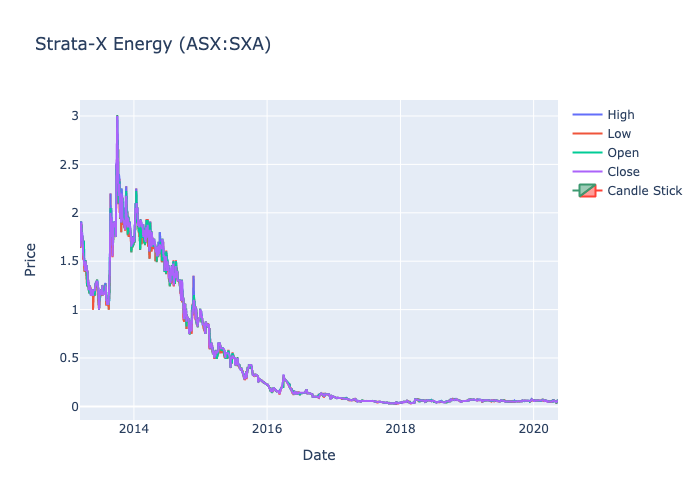 Strata-X Energy (ASX:SXA)
3
2.5
2
1.5
1
0.5
0
Price
2014
2016
2018
2020
Date
High
Low
Open
Close
Candle Stick